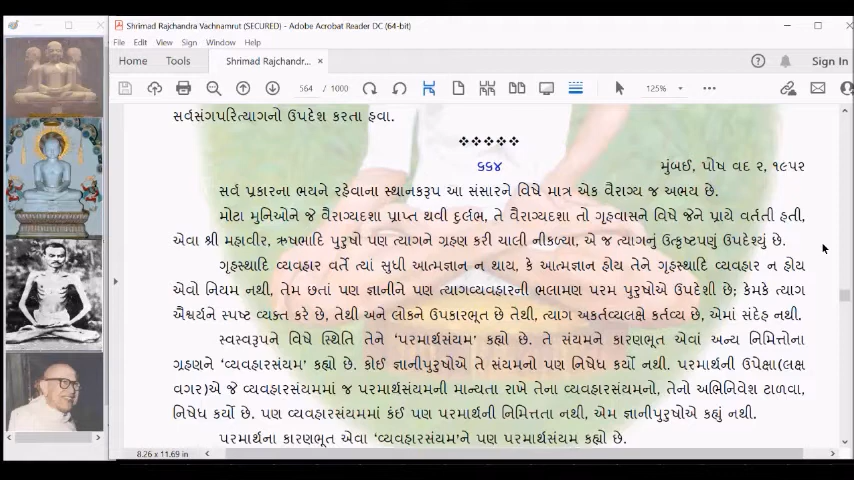 Shrimad Rajchandra Vachnamrut (SECURED) - Adobe Acrobat Reader DC (64-bit)
File Edit View Sign Window Help
Home Tools Shrimad Rajchandr... × Sign In
564 / 1000 125%
સર્વસંગપરિત્યાગનો ઉપદેશ કરતા હવા.
૬૬૪ મુંબઈ, પોષ વદ ૨, ૧૯૫૨
સર્વ પ્રકારના ભયને રહેવાના સ્થાનકરૂપ આ સંસારને વિષે માત્ર એક વૈરાગ્ય જ અભય છે.
મોટા મુનિઓને જે વૈરાગ્યદશા પ્રાપ્ત થવી દુર્લભ, તે વૈરાગ્યદશા તો ગૃહવાસને વિષે જેને પ્રાયે વર્તતી હતી,
એવા શ્રી મહાવીર, ઋષભાદિ પુરુષો પણ ત્યાગને ગ્રહણ કરી ચાલી નીકળ્યા, એ જ ત્યાગનું ઉત્કૃષ્ટપણું ઉપદેશ્યું છે.
ગૃહસ્થાદિ વ્યવહાર વર્તે ત્યાં સુધી આત્મજ્ઞાન ન થાય, કે આત્મજ્ઞાન હોય તેને ગૃહસ્થાદિ વ્યવહાર ન હોય
એવો નિયમ નથી, તેમ છતાં પણ જ્ઞાનીને પણ ત્યાગવ્યવહારની ભલામણ પરમ પુરુષોએ ઉપદેશી છે; કેમકે ત્યાગ
ઐશ્વર્યને સ્પષ્ટ વ્યક્ત કરે છે, તેથી અને લોકને ઉપકારભૂત છે તેથી, ત્યાગ અકર્તવ્યલક્ષે કર્તવ્ય છે, એમાં સંદેહ નથી.
સ્વસ્વરૂપને વિષે સ્થિતિ તેને ‘પરમાર્થસંયમ’ કહ્યો છે. તે સંયમને કારણભૂત એવાં અન્ય નિમિત્તોના
ગ્રહણને ‘વ્યવહારસંયમ’ કહ્યો છે. કોઈ જ્ઞાનીપુરુષોએ તે સંયમનો પણ નિષેધ કર્યો નથી. પરમાર્થની ઉપેક્ષા(લક્ષ
વગર)એ જે વ્યવહારસંયમમાં જ પરમાર્થસંયમની માન્યતા રાખે તેના વ્યવહારસંયમનો, તેનો અભિનિવેશ ટાળવા,
નિષેધ કર્યો છે. પણ વ્યવહારસંયમમાં કંઈ પણ પરમાર્થની નિમિત્તતા નથી, એમ જ્ઞાનીપુરુષોએ કહ્યું નથી.
પરમાર્થના કારણભૂત એવા ‘વ્યવહારસંયમ’ને પણ પરમાર્થસંયમ કહ્યો છે.
8.26 x 11.69 in